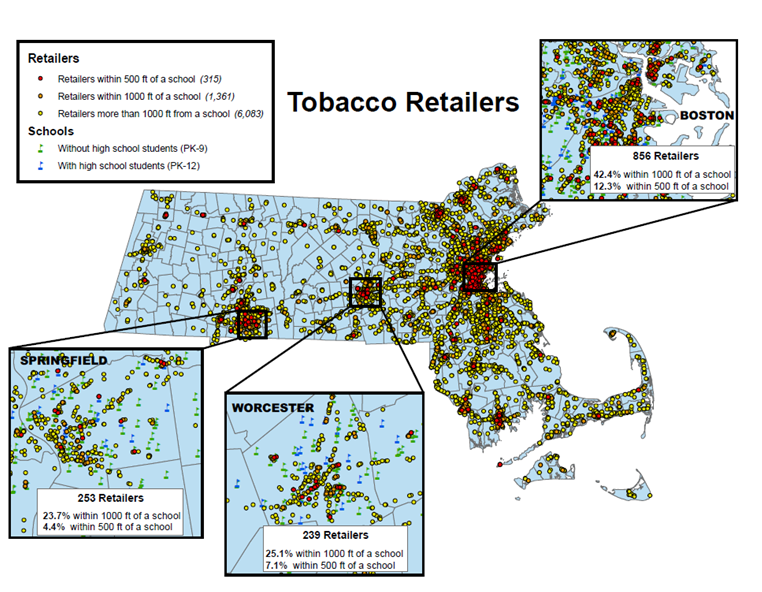 Retailers
Retailers within 500 ft of a school (315)
Retailers within 1000 ft of a school (1,361)
Retailers more than 1000 ft from a school (6,083)
Schools
Without high school students (PK-9)
With high school students (PK-12)
Tobacco Retailers
BOSTON
856 Retailers
42.4% within 1000 ft of a school
12.3% within 500 ft of a school
SPRINGFIELD
253 Retailers
23.7% within 1000 ft of a school
4.4% within 500 ft of a school
WORCESTER
239 Retailers
25.1% within 1000 ft of a school
7.1% within 500 ft of a school